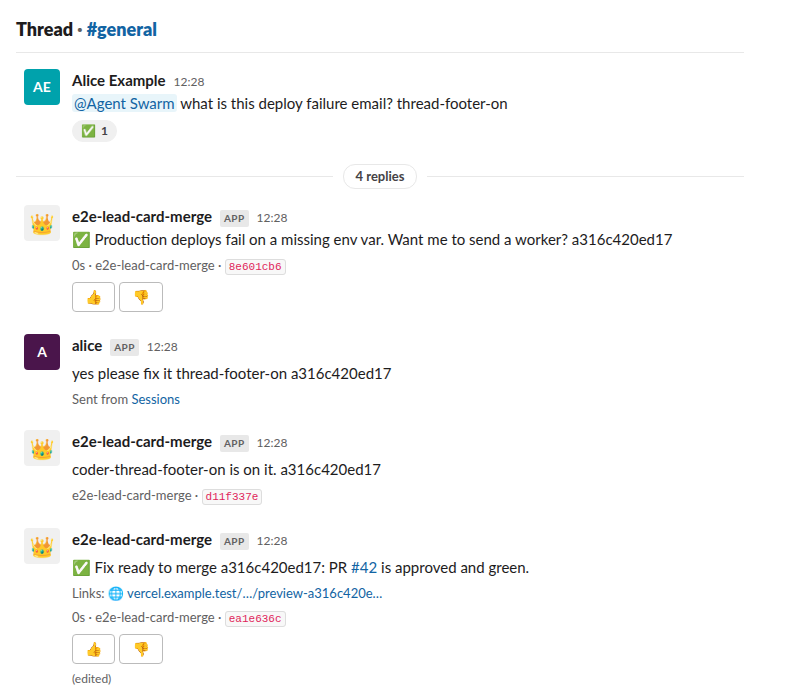 Thread • #general
AE
Alice Example 12:28
@Agent Swarm what is this deploy failure email? thread-footer-on
✅ 1
4 replies
e2e-lead-card-merge APP 12:28
✅ Production deploys fail on a missing env var. Want me to send a worker? a316c420ed17
0s · e2e-lead-card-merge · 8e601cb6
👍 👎
A
alice APP 12:28
yes please fix it thread-footer-on a316c420ed17
Sent from Sessions
e2e-lead-card-merge APP 12:28
coder-thread-footer-on is on it. a316c420ed17
e2e-lead-card-merge · d11f337e
e2e-lead-card-merge APP 12:28
✅ Fix ready to merge a316c420ed17: PR #42 is approved and green.
Links: 🌐 vercel.example.test/.../preview-a316c420e...
0s · e2e-lead-card-merge · ea1e636c
👍 👎
(edited)